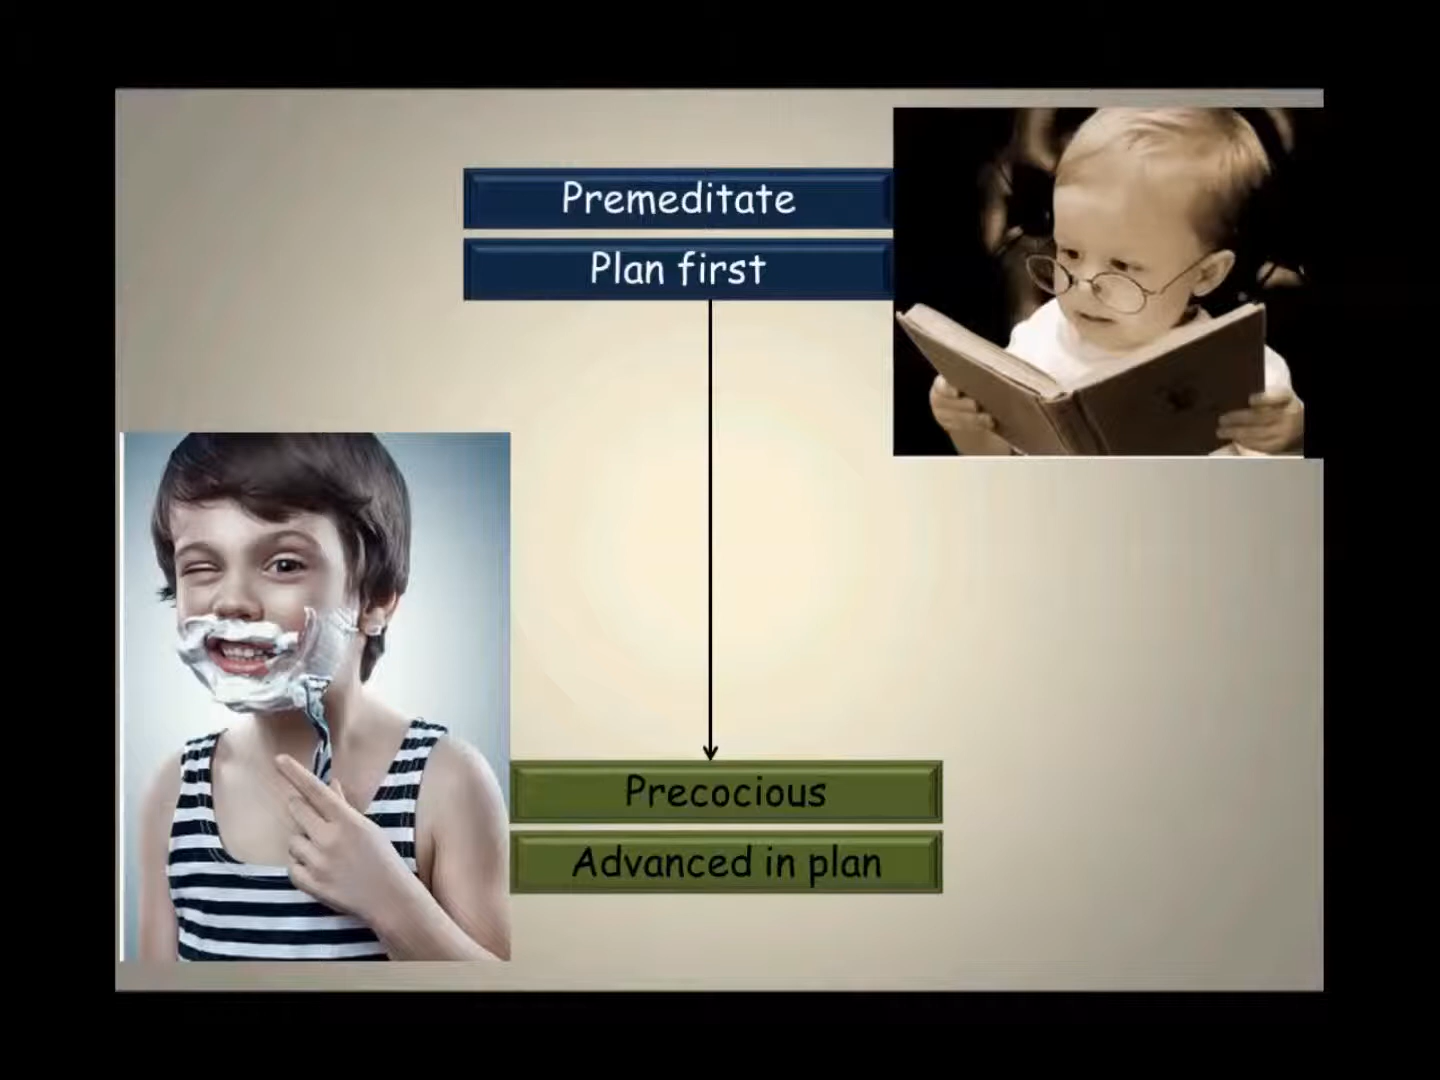 Premeditate
Plan first
Precocious
Advanced in plan